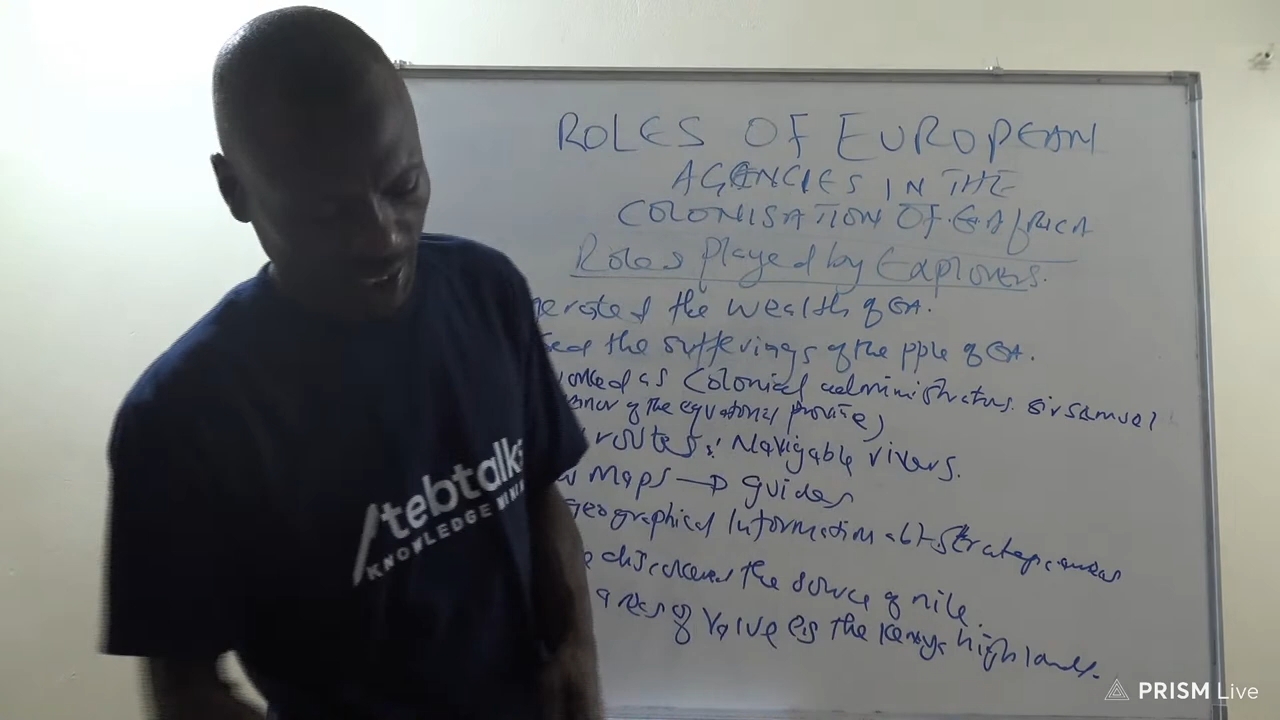 ROLES OF EUROPEAN
AGENCIES IN THE
COLONISATION OF E.AfRICA
Roles played by Explorers.
the wealth of EA.
the sufferings of the pple of EA.
as Colonial administrators. Sir Samuel
of the equatorial province)
routes: Navigable rivers.
Maps → guides
Geographical Information abt strategic areas
the source of nile.
areas of value eg the Kenya highlands.
/tebtalks
KNOWLEDGE
PRISM Live